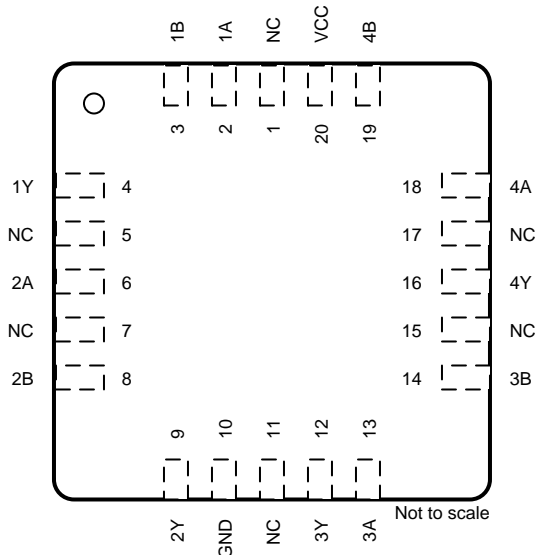 1B 1A NC VCC 4B
3 2 1 20 19
1Y 4 18 4A
NC 5 17 NC
2A 6 16 4Y
NC 7 15 NC
2B 8 14 3B
9 10 11 12 13
2Y GND NC 3Y 3A
Not to scale